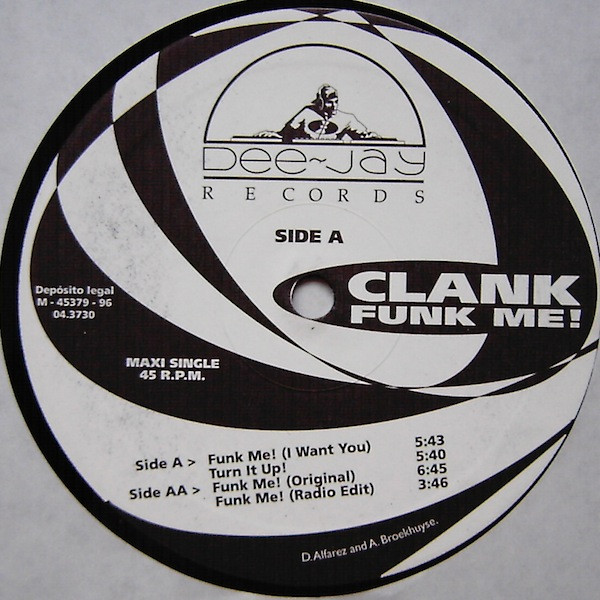 Dee~Jay
RECORDS
SIDE A
CLANK
FUNK ME!
Depósito legal
M - 45379 - 96
04.3730
MAXI SINGLE
45 R.P.M.
Side A > Funk Me! (I Want You) 5:43
Turn It Up! 5:40
Side AA > Funk Me! (Original) 6:45
Funk Me! (Radio Edit) 3:46
D.Alfarez and A. Broekhuyse.